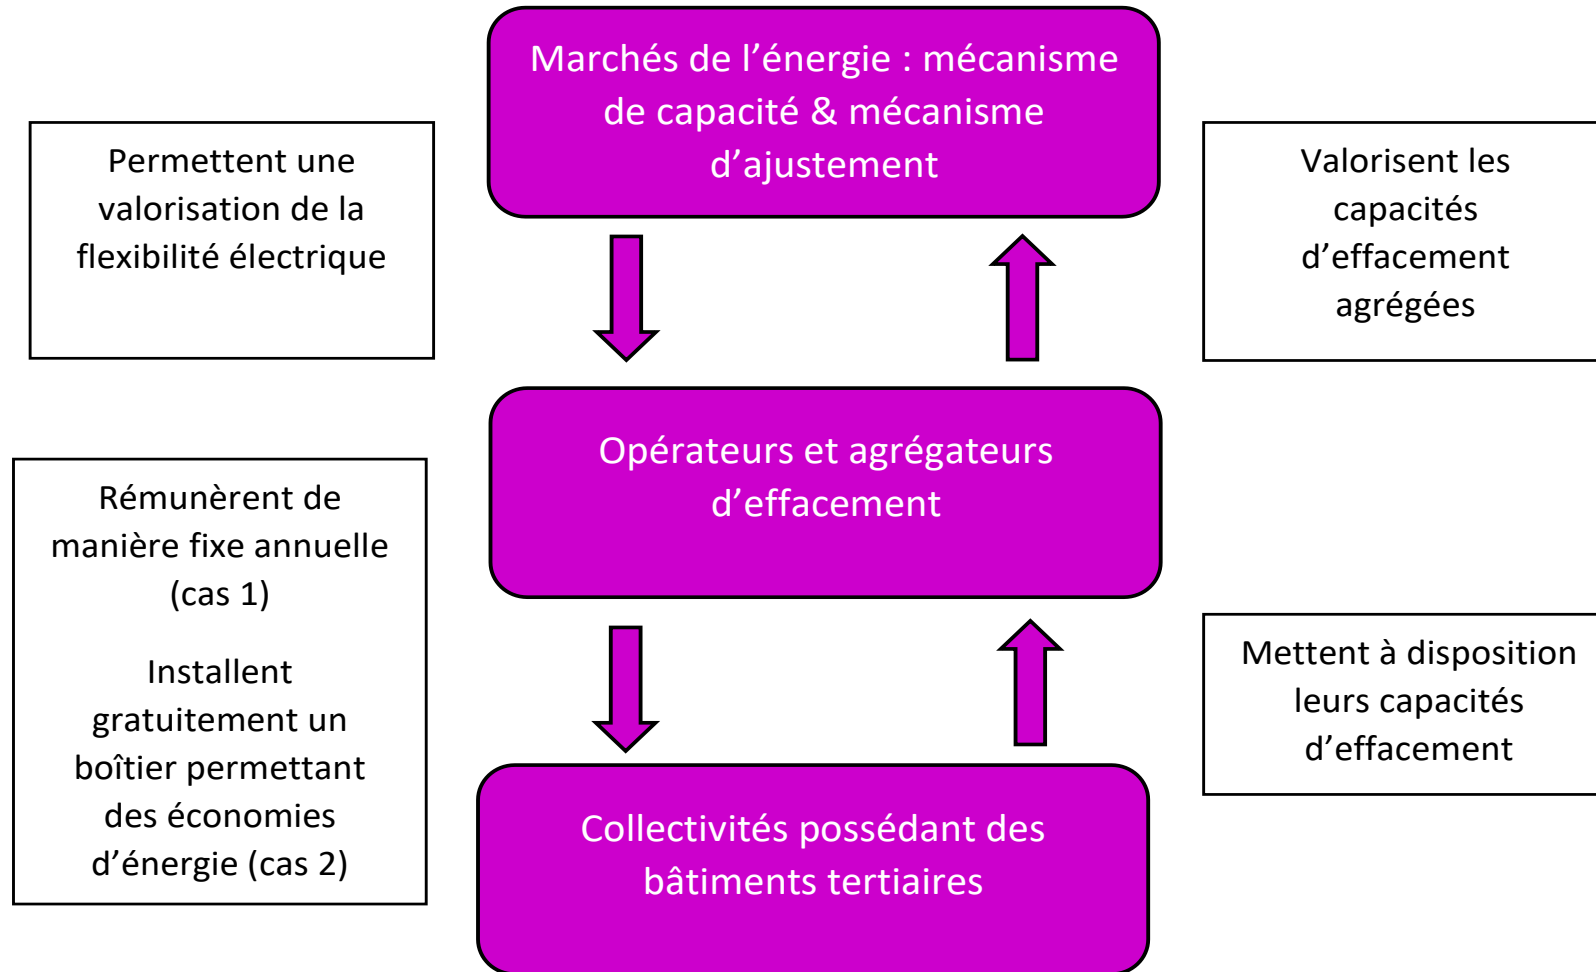 Marchés de l’énergie : mécanisme
de capacité & mécanisme
d’ajustement
Permettent une
valorisation de la
flexibilité électrique
Valorisent les
capacités
d’effacement
agrégées
Opérateurs et agrégateurs
d’effacement
Rémunèrent de
manière fixe annuelle
(cas 1)
Installent
gratuitement un
boîtier permettant
des économies
d’énergie (cas 2)
Mettent à disposition
leurs capacités
d’effacement
Collectivités possédant des
bâtiments tertiaires